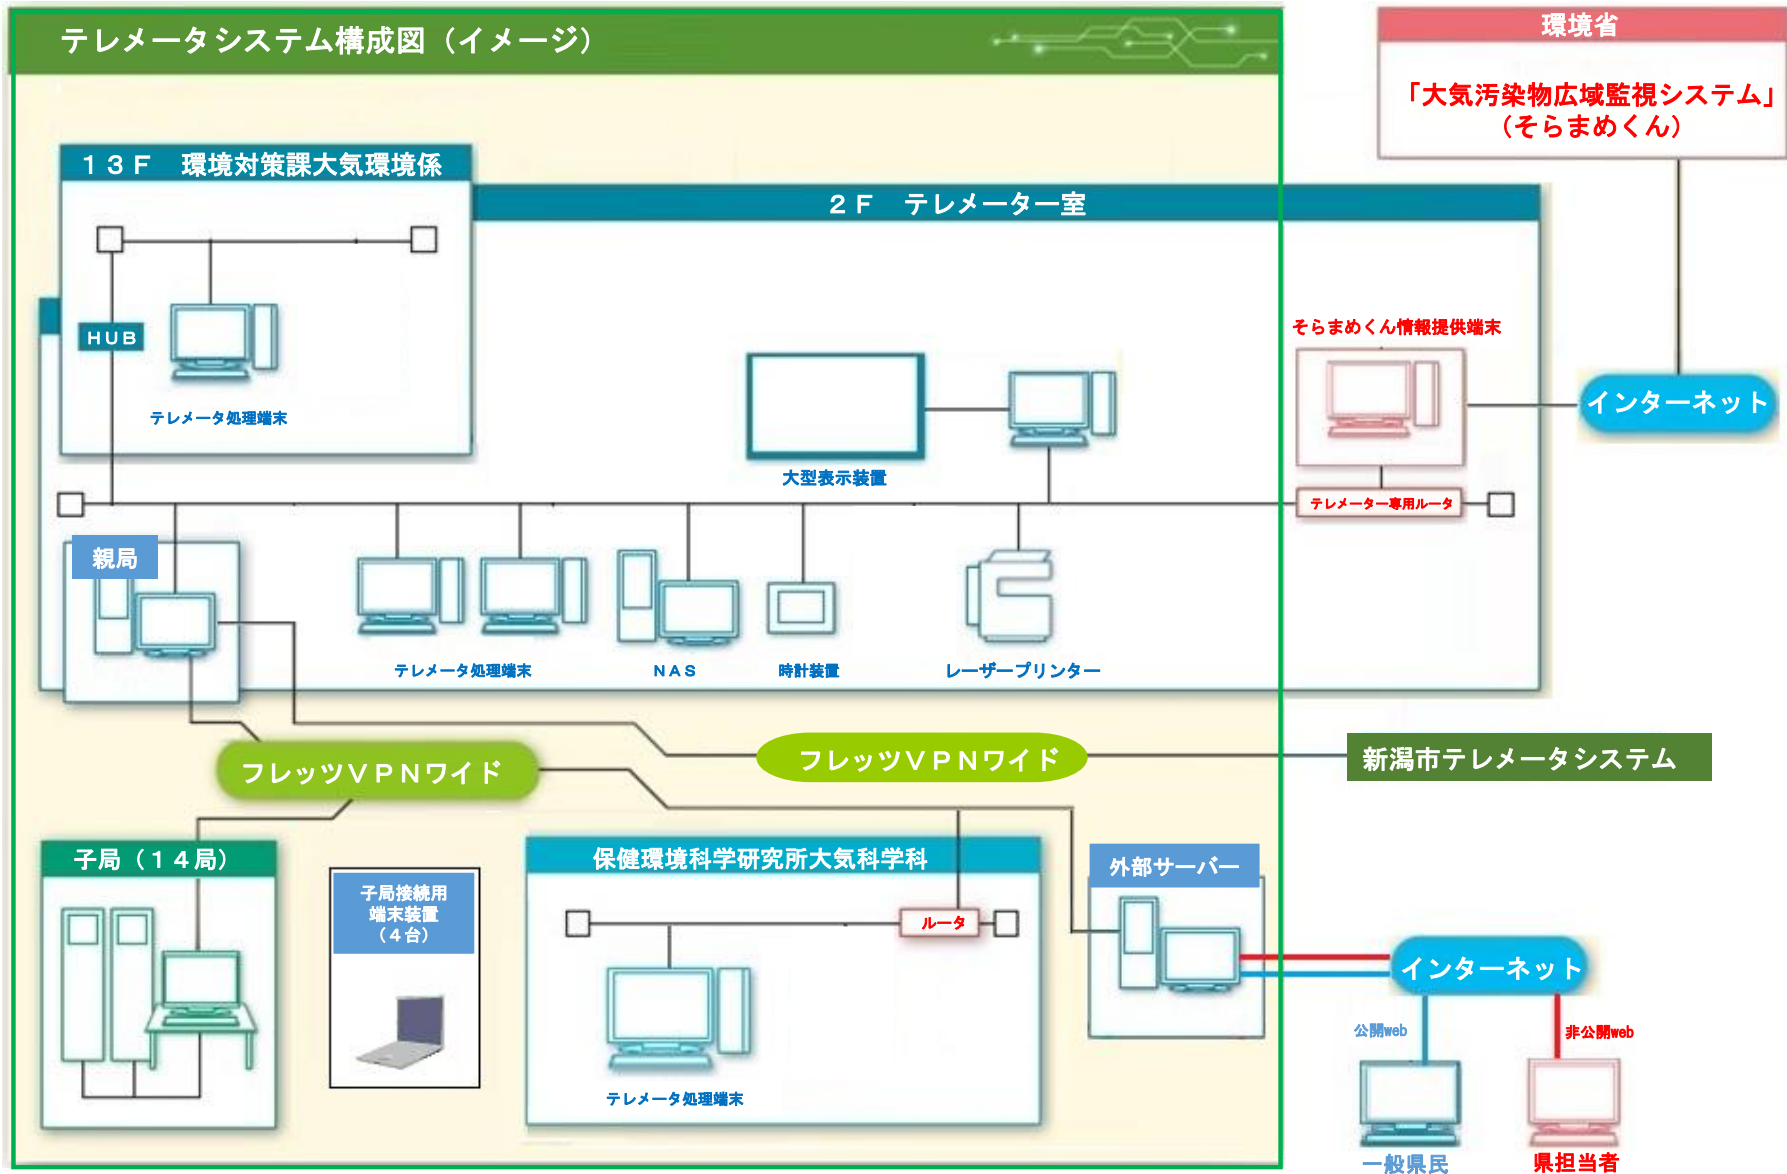 テレメータシステム構成図（イメージ）
環境省
「大気汚染物広域監視システム」
（そらまめくん）
１３Ｆ　環境対策課大気環境係
２Ｆ　テレメーター室
ＨＵＢ
テレメータ処理端末
そらまめくん情報提供端末
インターネット
大型表示装置
テレメーター専用ルータ
親局
テレメータ処理端末
ＮＡＳ
時計装置
レーザープリンター
フレッツＶＰＮワイド
フレッツＶＰＮワイド
新潟市テレメータシステム
子局（１４局）
子局接続用
端末装置
（４台）
保健環境科学研究所大気科学科
ルータ
テレメータ処理端末
外部サーバー
インターネット
公開web
非公開web
一般県民
県担当者